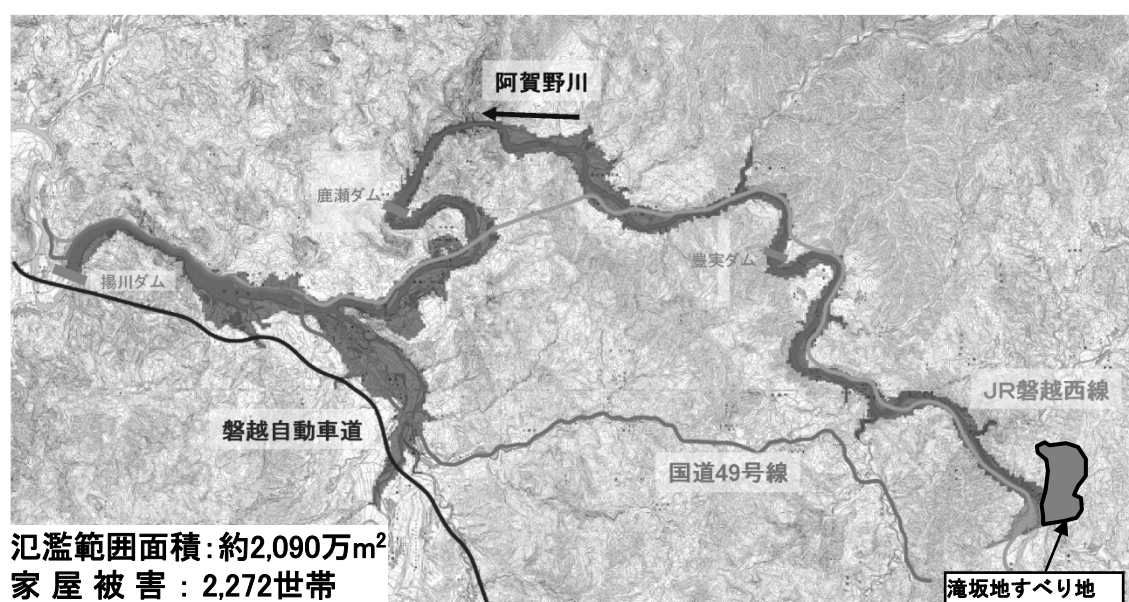 阿賀野川
鹿瀬ダム
豊実ダム
揚川ダム
JR磐越西線
磐越自動車道
国道49号線
氾濫範囲面積:約2,090万m²
家屋被害:2,272世帯
滝坂地すべり地